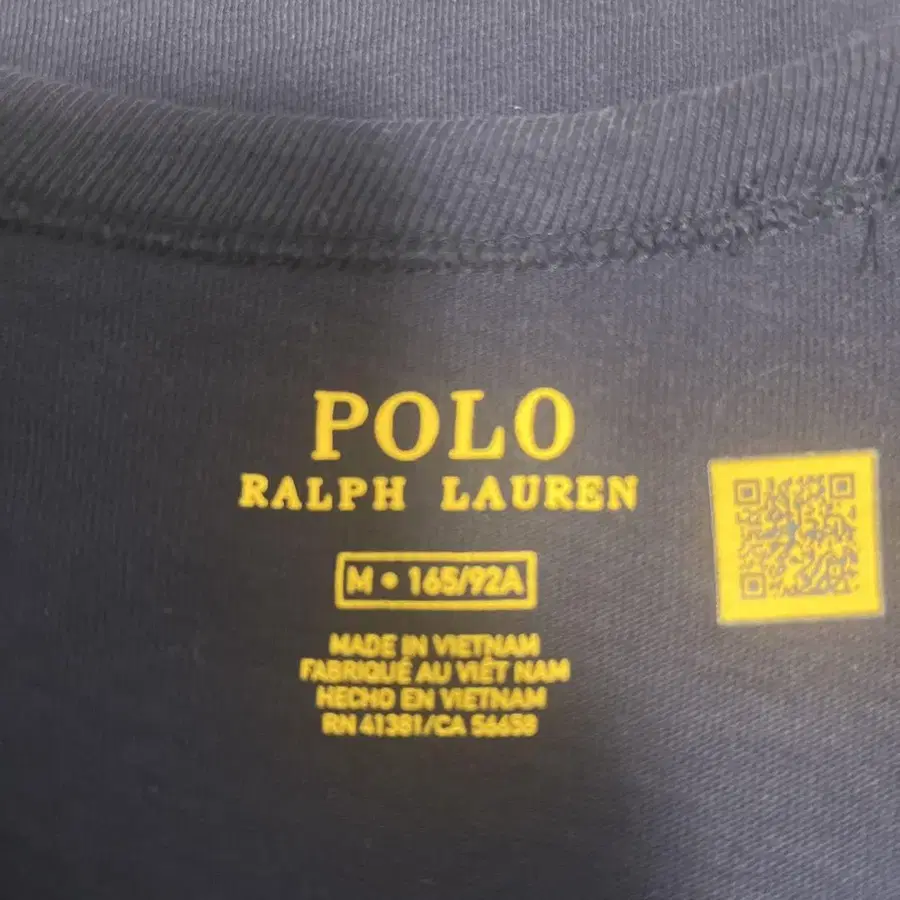 POLO
RALPH LAUREN
M • 165/92A
MADE IN VIETNAM
FABRIQUÉ AU VIÊT NAM
HECHO EN VIETNAM
RN 41381/CA 56658